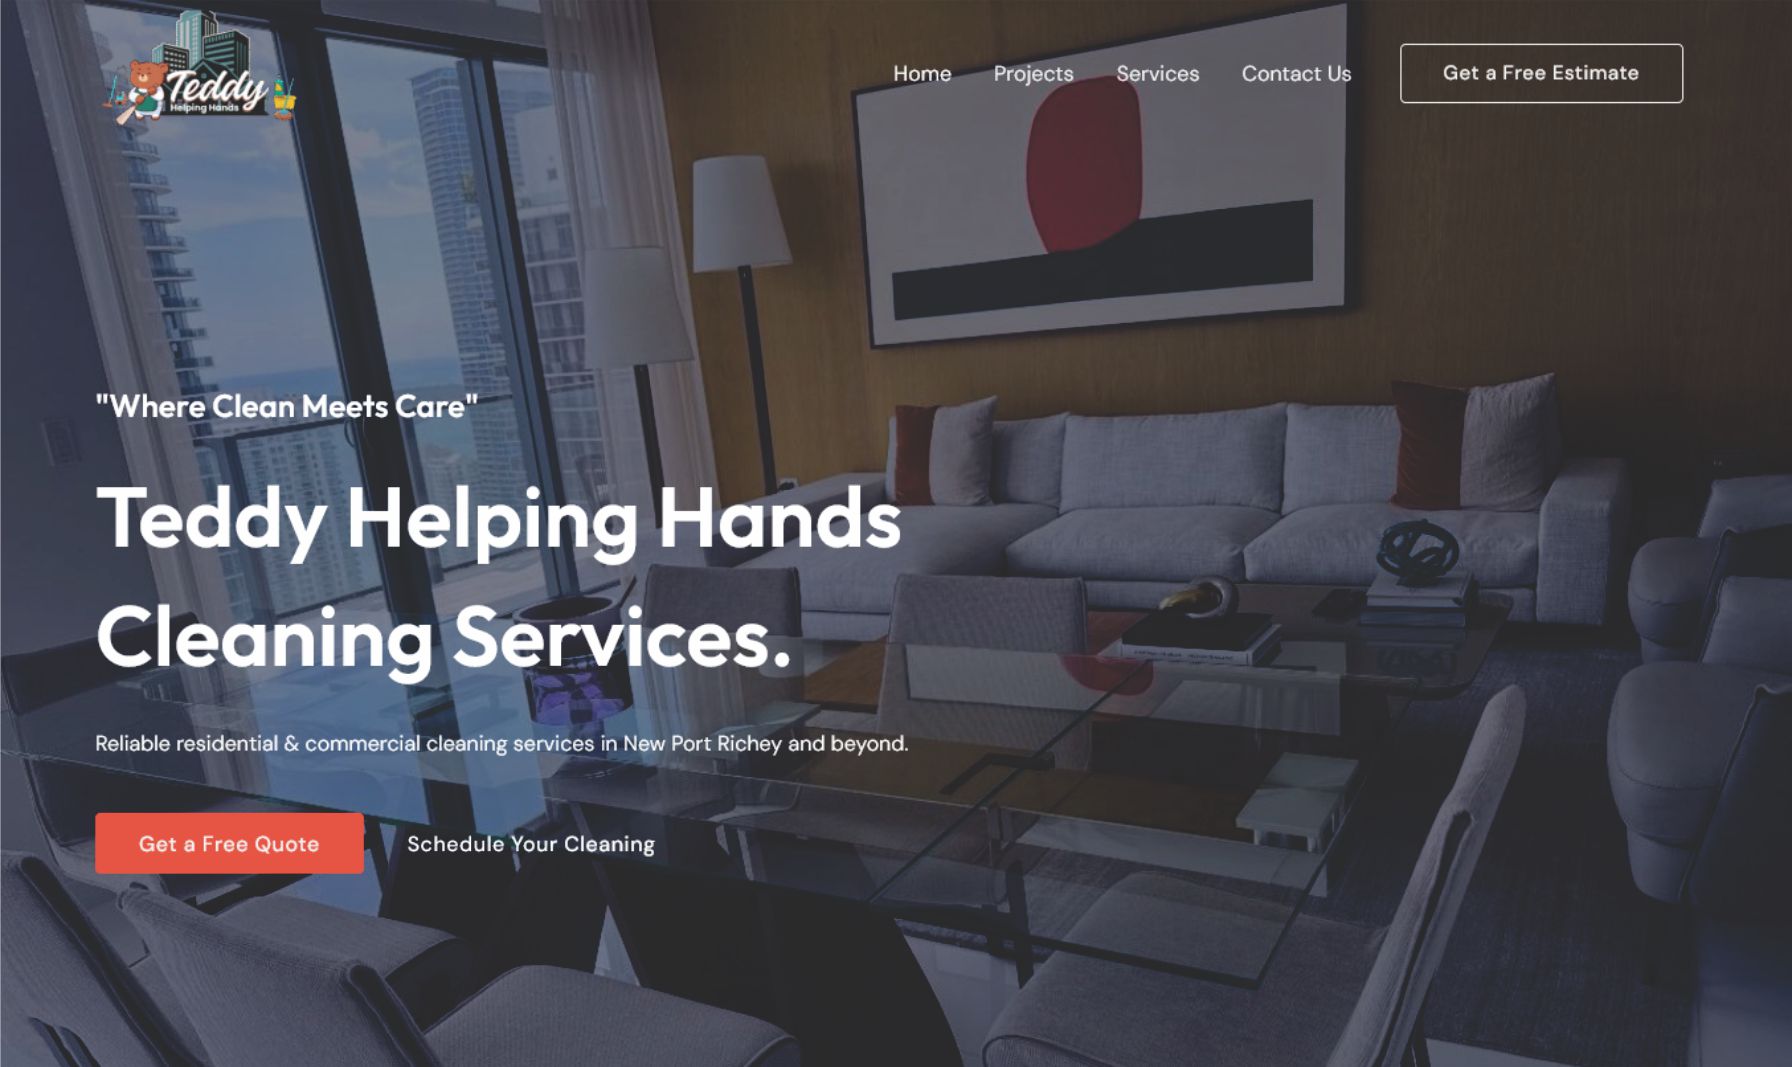 Teddy
Helping Hands
Home
Projects
Services
Contact Us
Get a Free Estimate
"Where Clean Meets Care"
Teddy Helping Hands
Cleaning Services.
Reliable residential & commercial cleaning services in New Port Richey and beyond.
Get a Free Quote
Schedule Your Cleaning